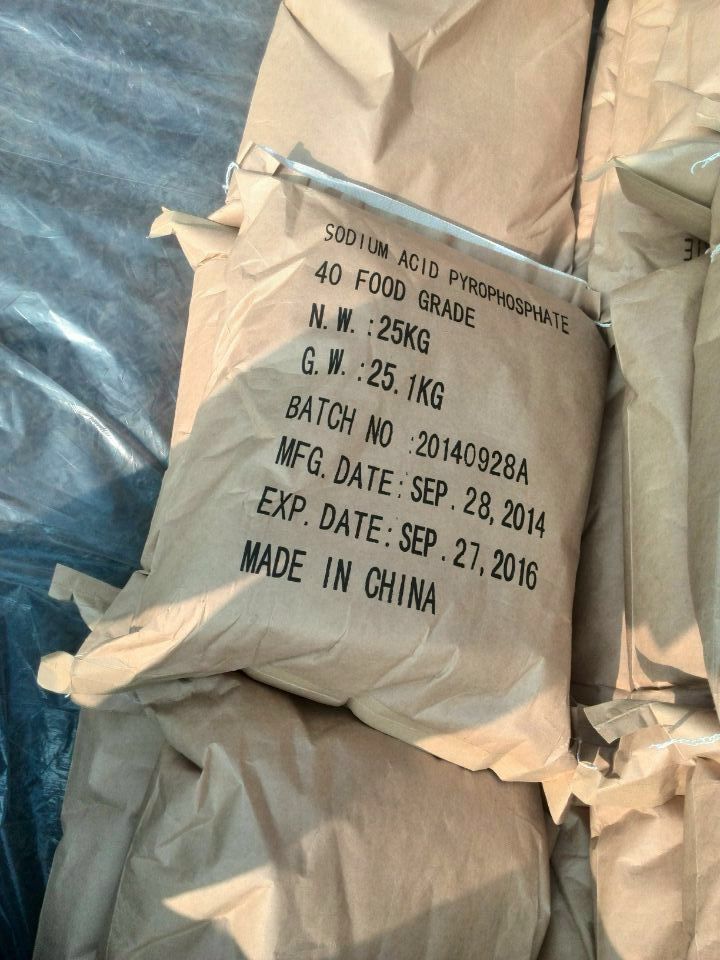 SODIUM ACID PYROPHOSPHATE
40 FOOD GRADE
N.W.:25KG
G.W.:25.1KG
BATCH NO :20140928A
MFG.DATE:SEP.28,2014
EXP.DATE:SEP.27,2016
MADE IN CHINA